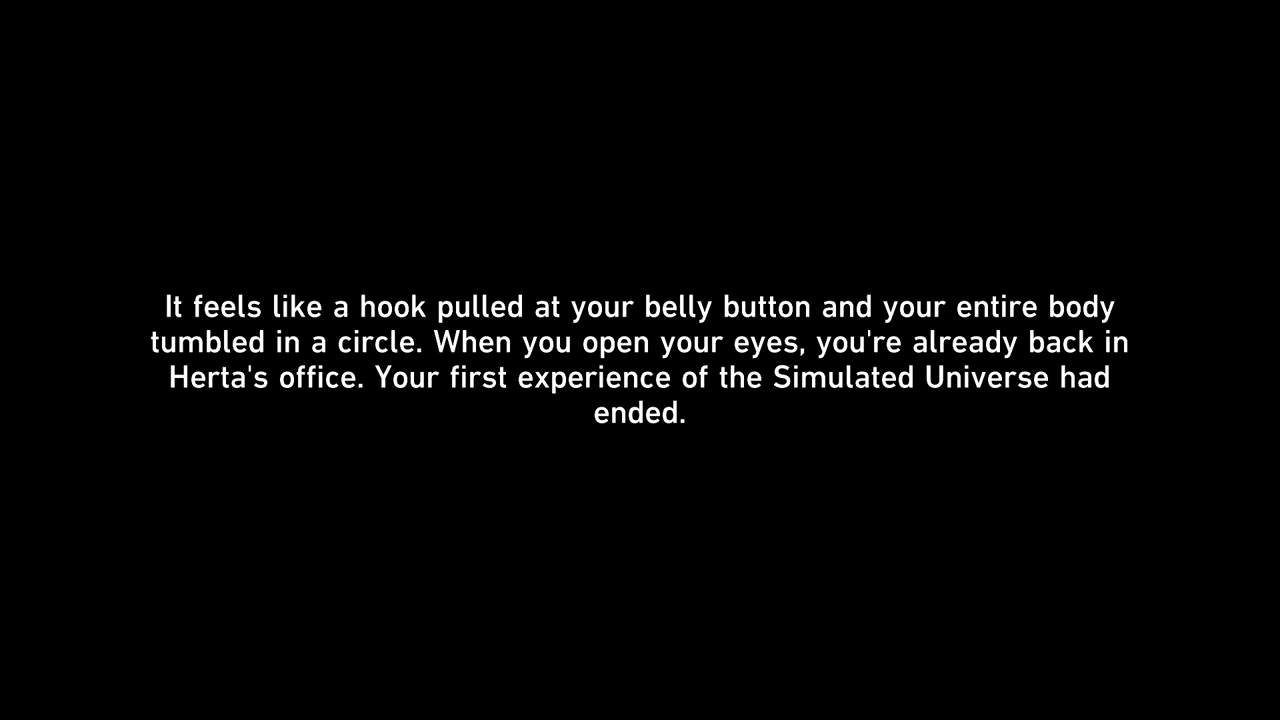 It feels like a hook pulled at your belly button and your entire body
tumbled in a circle. When you open your eyes, you're already back in
Herta's office. Your first experience of the Simulated Universe had
ended.